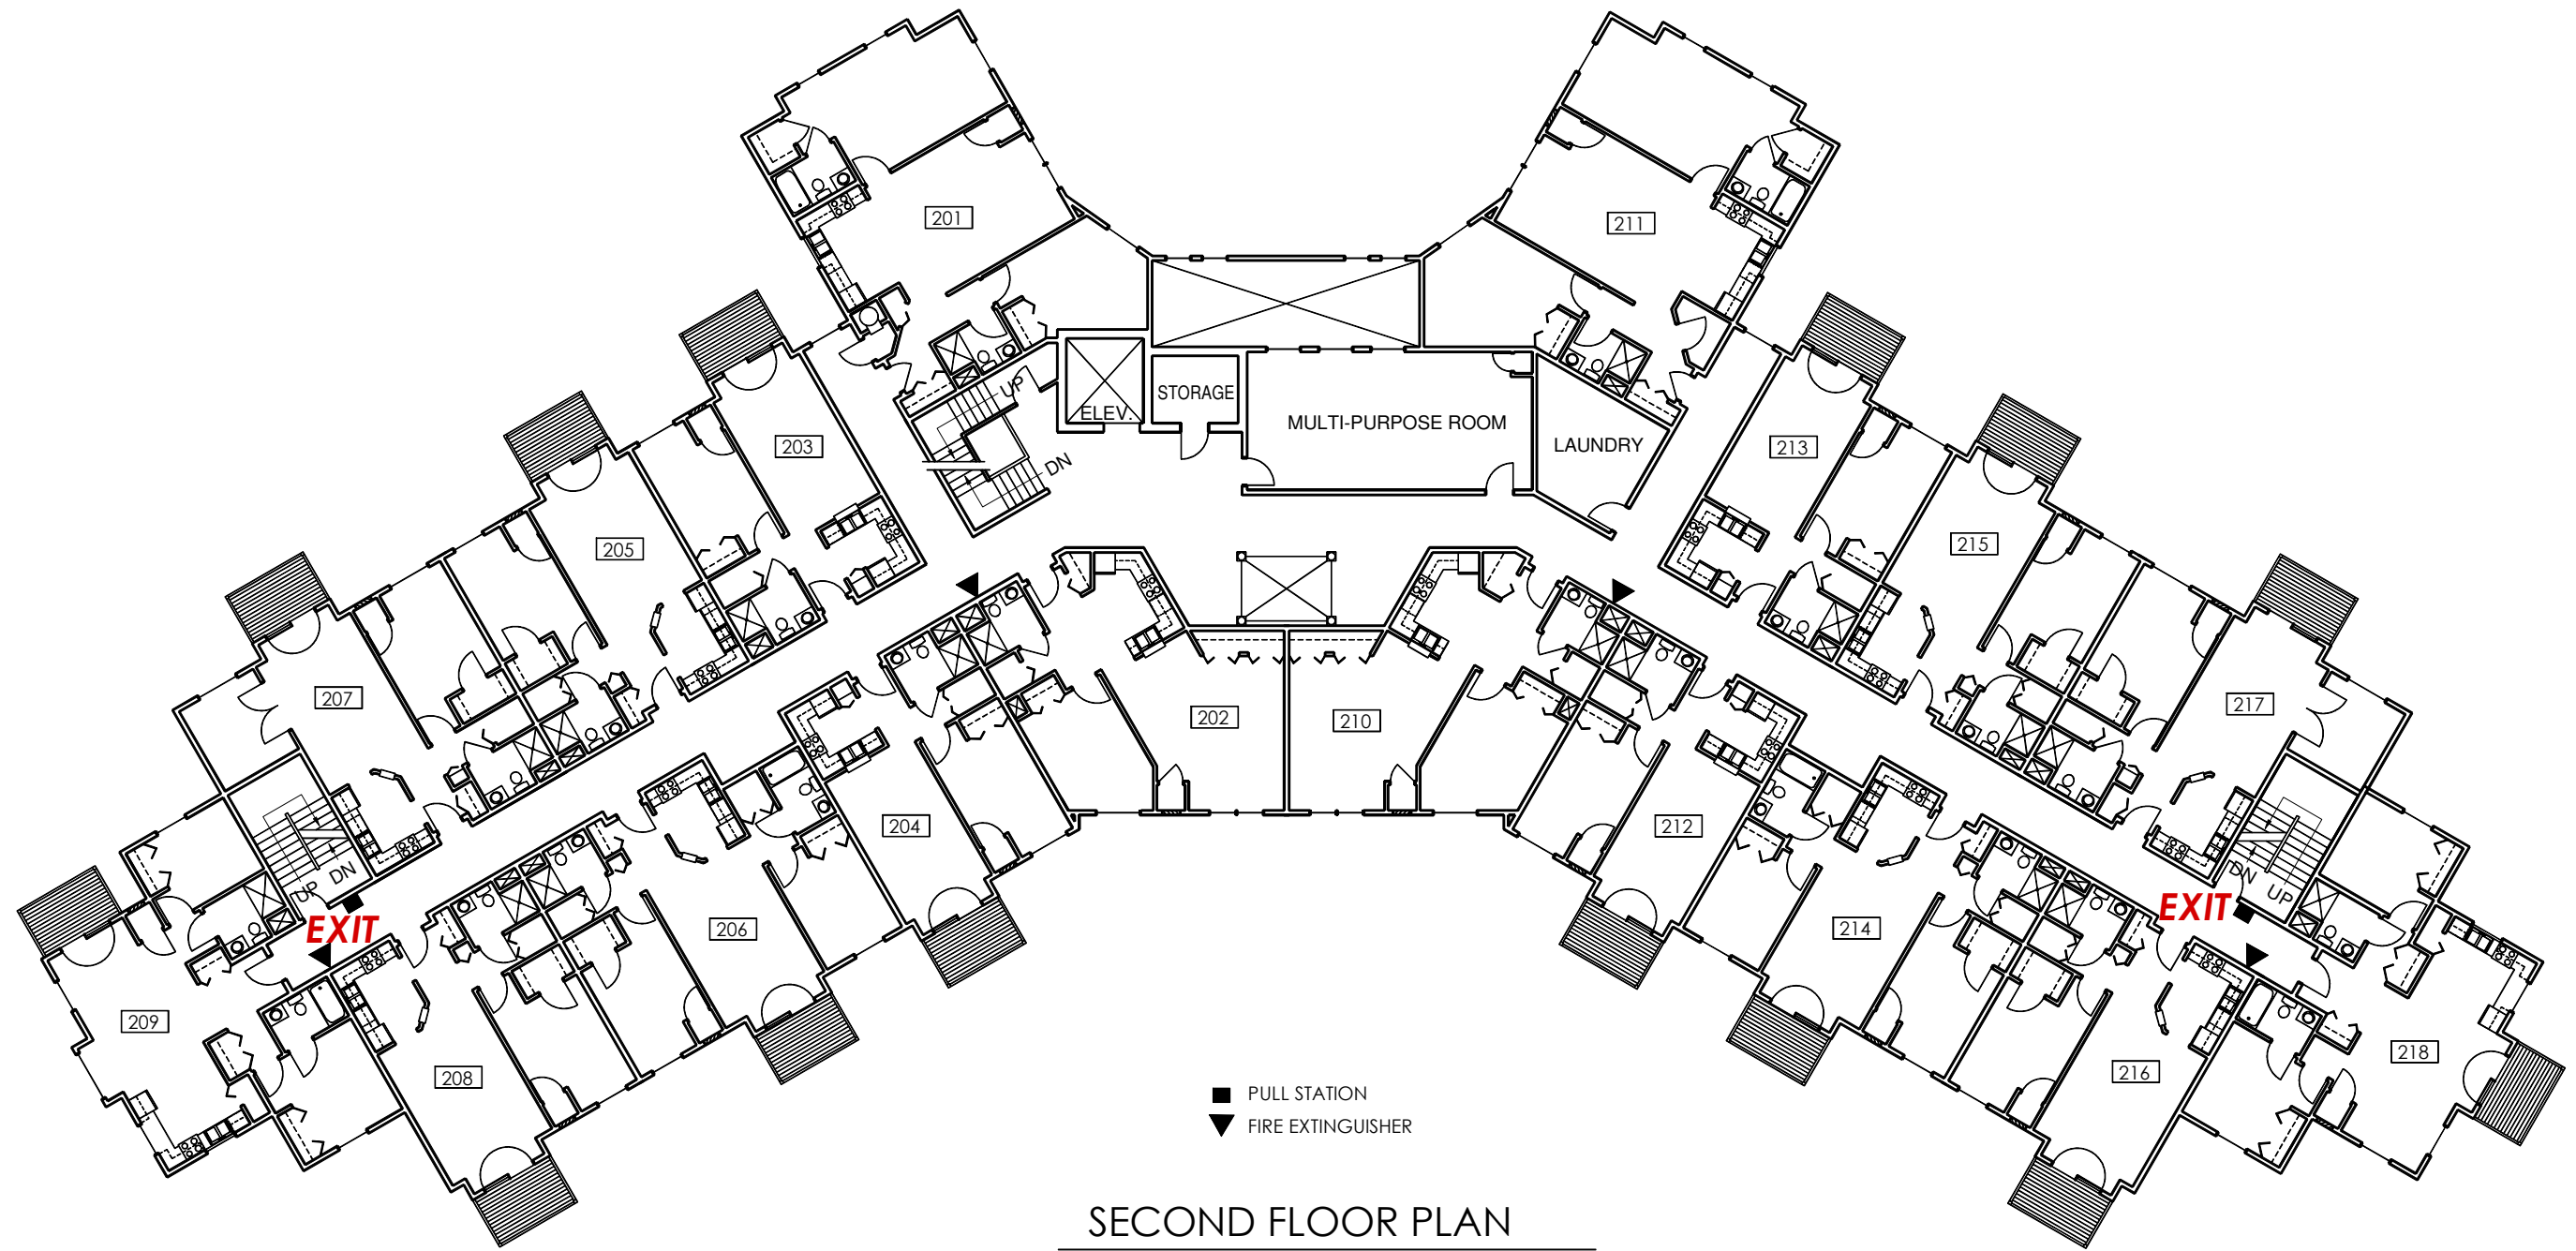 201
211
UP
ELEV.
STORAGE
MULTI-PURPOSE ROOM
LAUNDRY
DN
203
213
205
215
207
202
210
217
204
212
UP DN
EXIT
206
214
DN UP
EXIT
209
208
216
218
PULL STATION
FIRE EXTINGUISHER
SECOND FLOOR PLAN